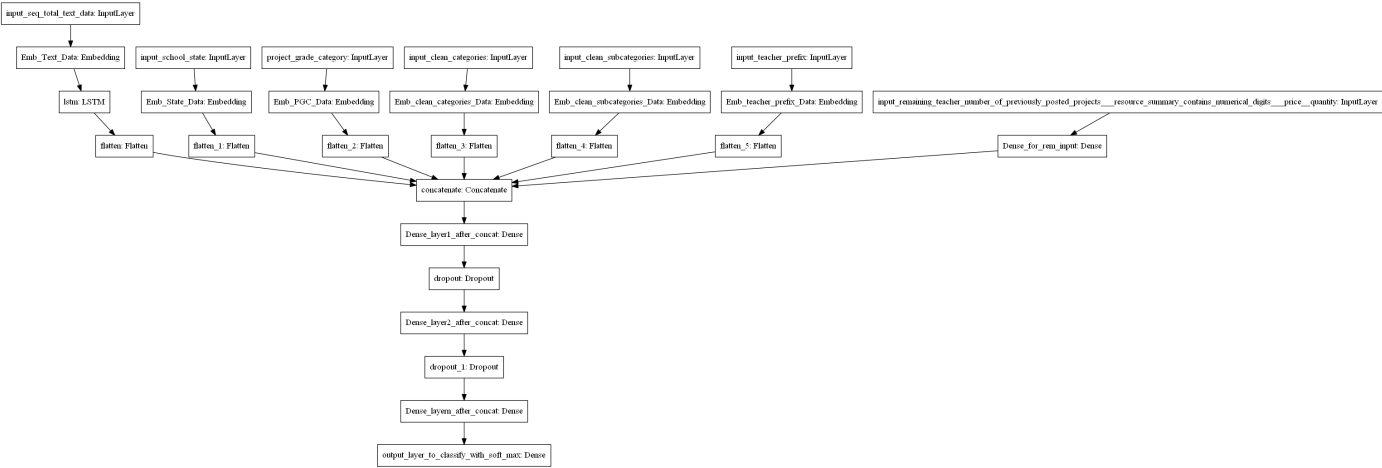 input_seq_total_text_data: InputLayer
Emb_Text_Data: Embedding
input_school_state: InputLayer
project_grade_category: InputLayer
input_clean_categories: InputLayer
input_clean_subcategories: InputLayer
input_teacher_prefix: InputLayer
lstm: LSTM
Emb_State_Data: Embedding
Emb_PGC_Data: Embedding
Emb_clean_categories_Data: Embedding
Emb_clean_subcategories_Data: Embedding
Emb_teacher_prefix_Data: Embedding
input_remaining_teacher_number_of_previously_posted_projects___resource_summary_contains_numerical_digits___price__quantity: InputLayer
flatten: Flatten
flatten_1: Flatten
flatten_2: Flatten
flatten_3: Flatten
flatten_4: Flatten
flatten_5: Flatten
Dense_for_rem_input: Dense
concatenate: Concatenate
Dense_layer1_after_concat: Dense
dropout: Dropout
Dense_layer2_after_concat: Dense
dropout_1: Dropout
Dense_layern_after_concat: Dense
output_layer_to_classify_with_soft_max: Dense